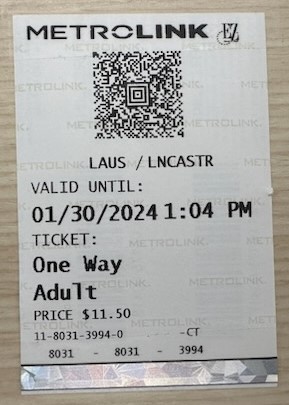 METROLINK EZ
LAUS / LNCASTR
VALID UNTIL:
01/30/2024 1:04 PM
TICKET:
One Way
Adult
PRICE $11.50
11-8031-3994-0 -CT
8031 - 8031 - 3994